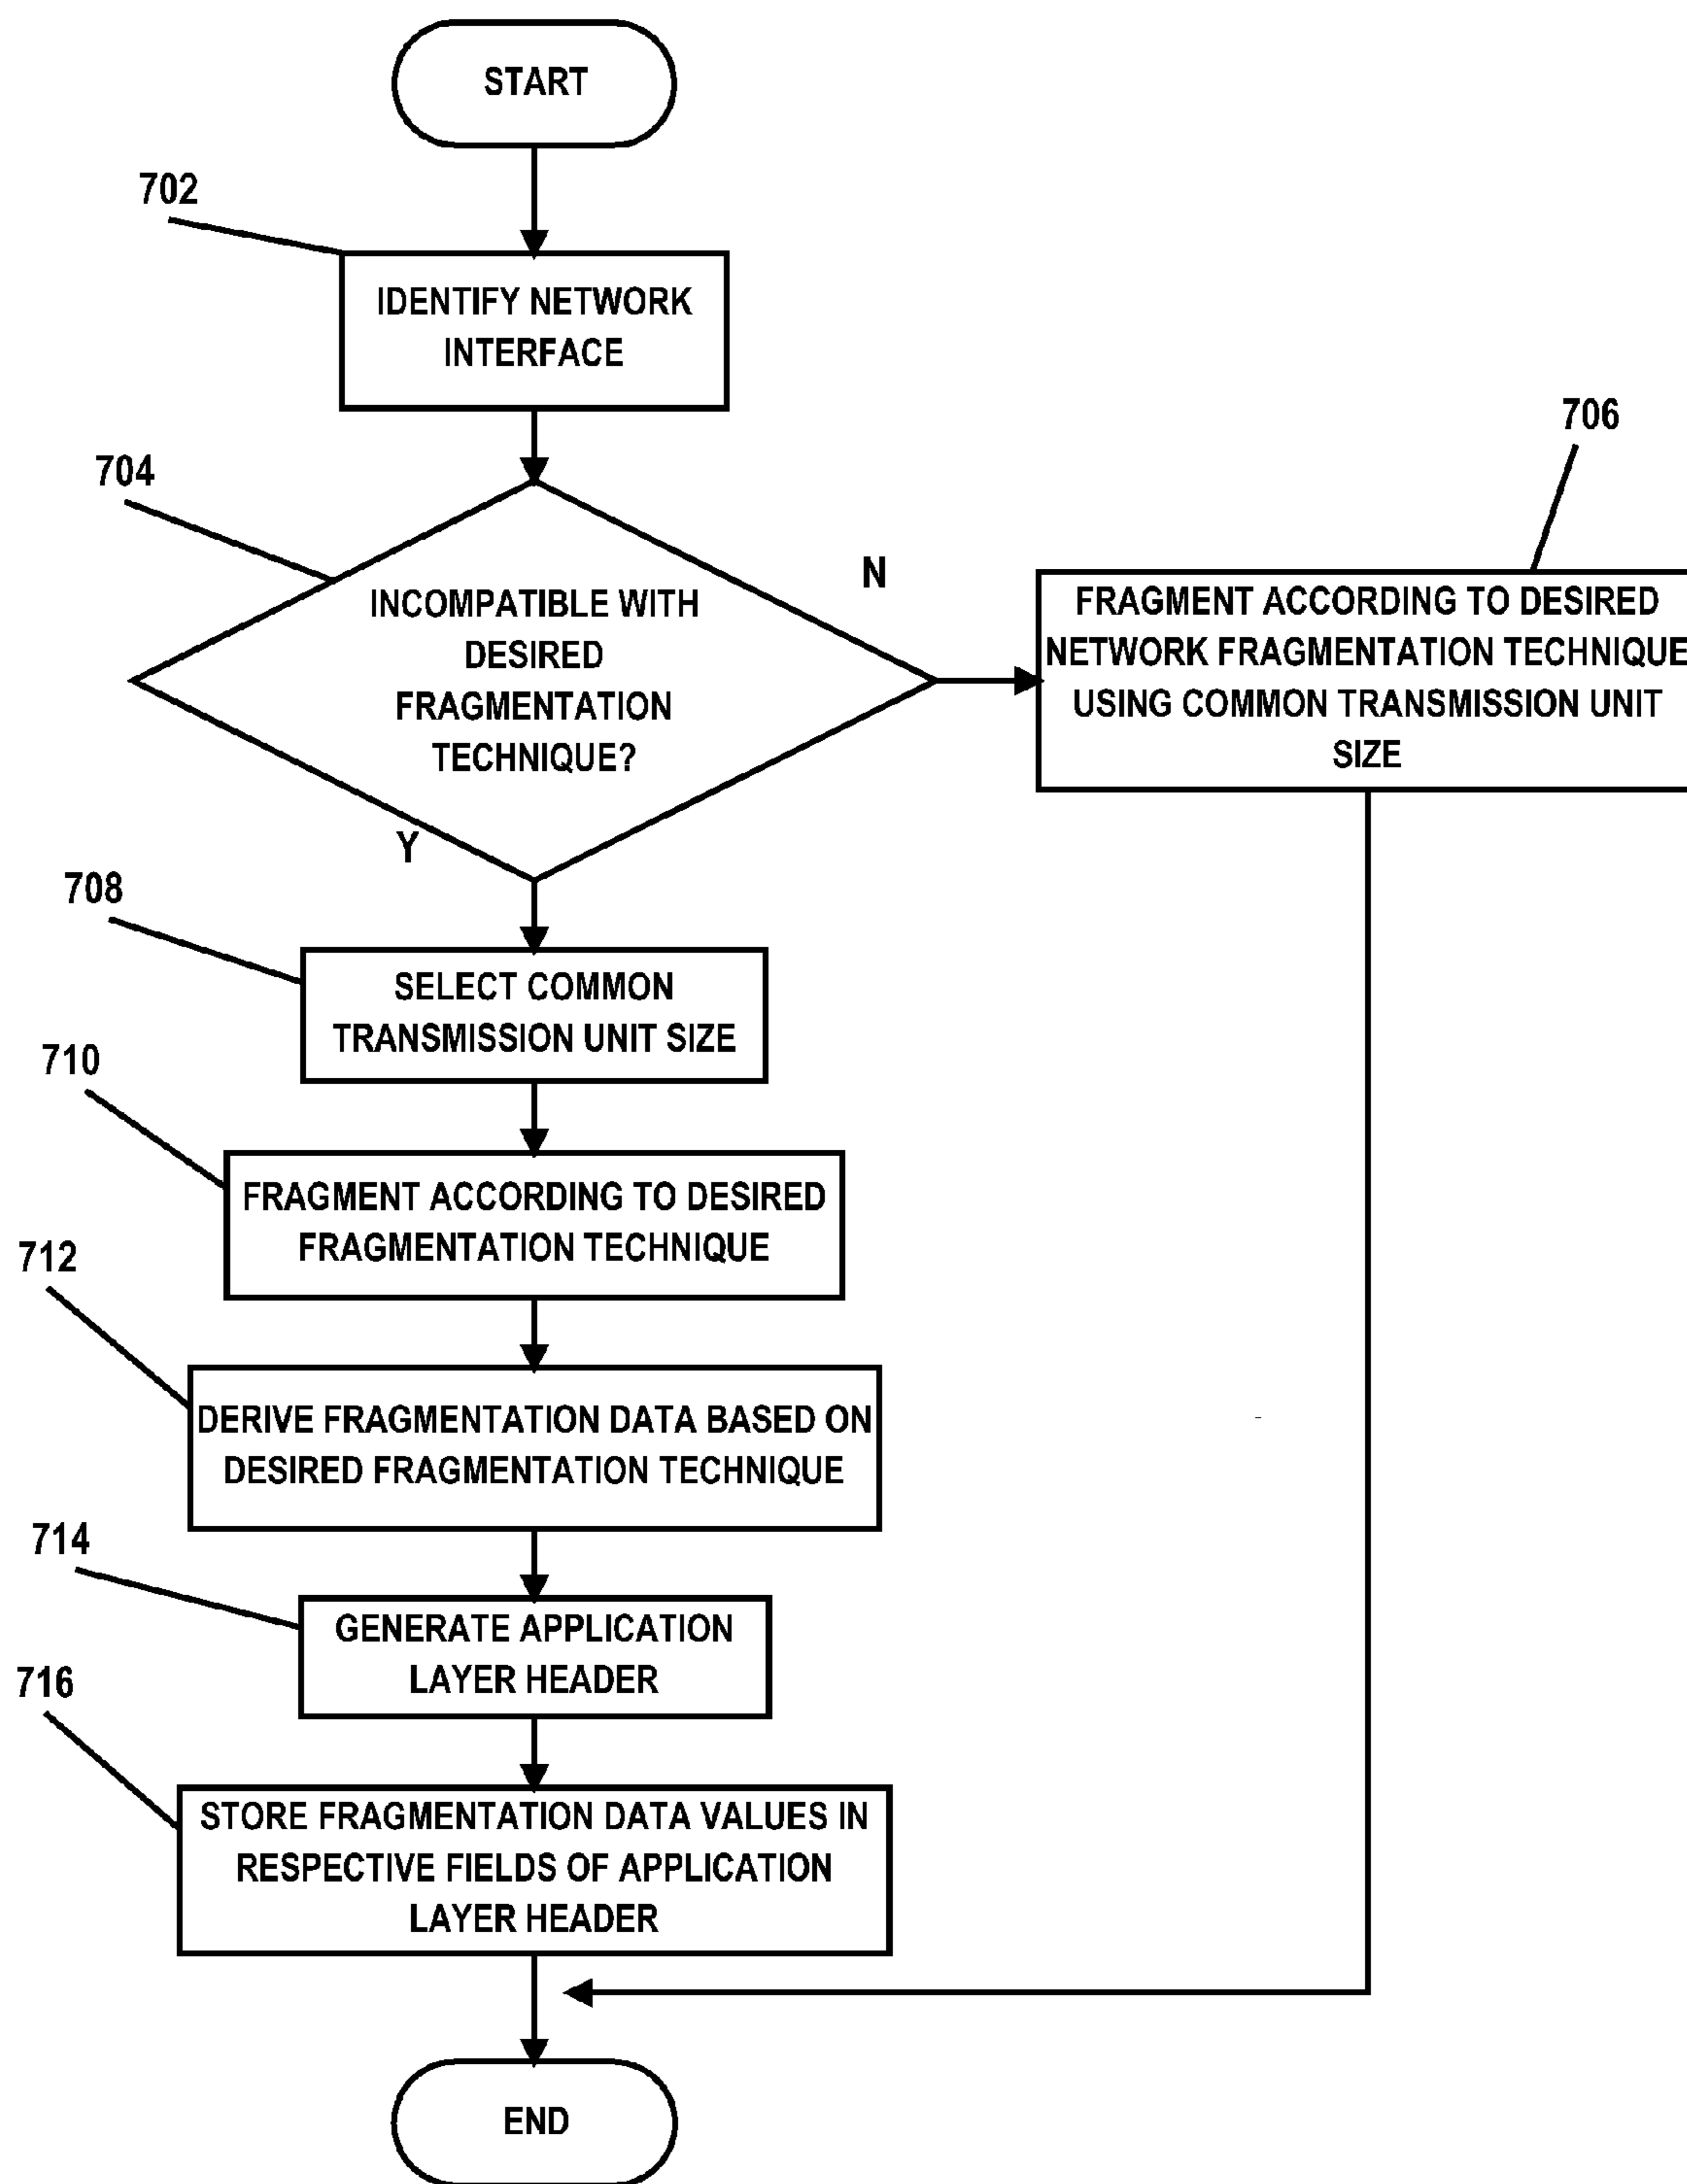 START
702
IDENTIFY NETWORK
INTERFACE
704
INCOMPATIBLE WITH
DESIRED
FRAGMENTATION
TECHNIQUE?
N
706
FRAGMENT ACCORDING TO DESIRED
NETWORK FRAGMENTATION TECHNIQUE
USING COMMON TRANSMISSION UNIT
SIZE
Y
708
SELECT COMMON
TRANSMISSION UNIT SIZE
710
FRAGMENT ACCORDING TO DESIRED
FRAGMENTATION TECHNIQUE
712
DERIVE FRAGMENTATION DATA BASED ON
DESIRED FRAGMENTATION TECHNIQUE
714
GENERATE APPLICATION
LAYER HEADER
716
STORE FRAGMENTATION DATA VALUES IN
RESPECTIVE FIELDS OF APPLICATION
LAYER HEADER
END